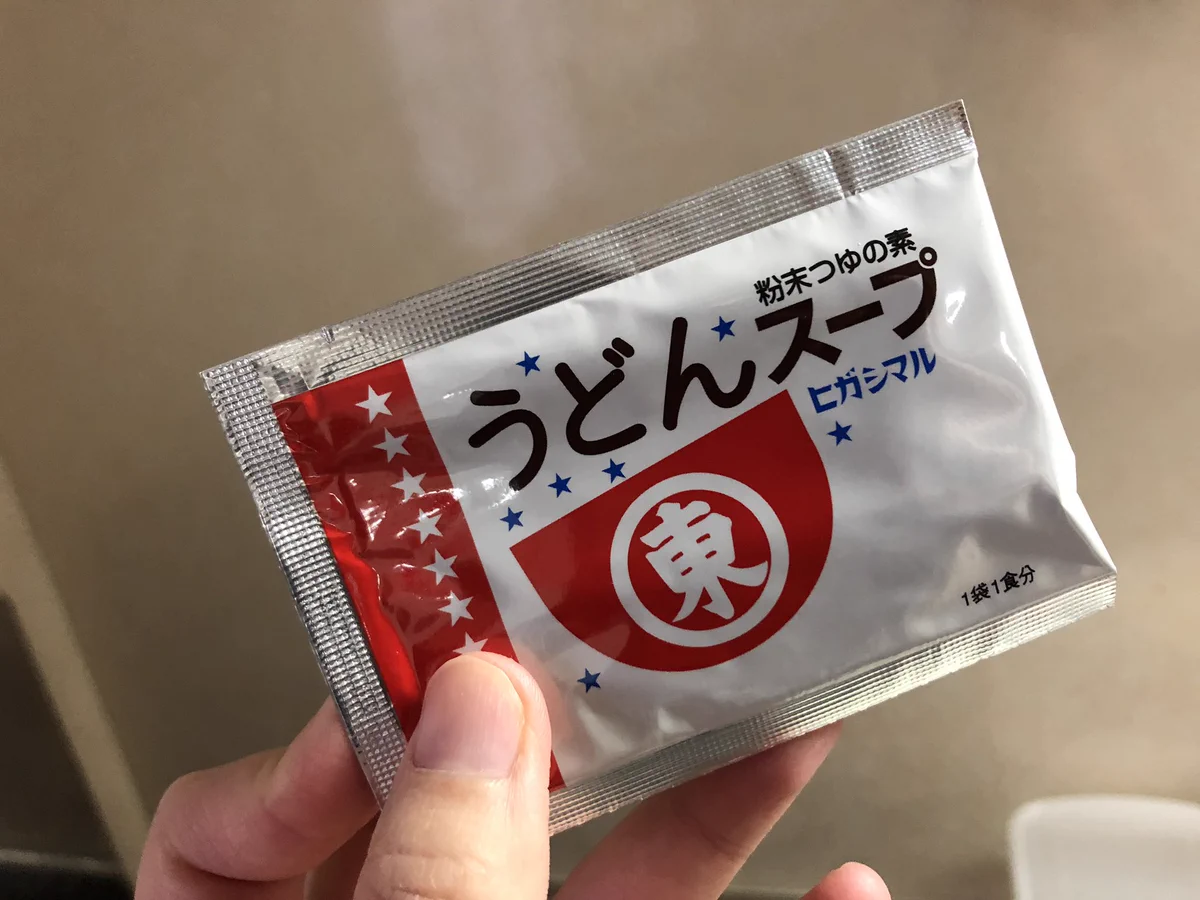 粉末つゆの素
うどんスープ
ヒガシマル
東
1袋1食分